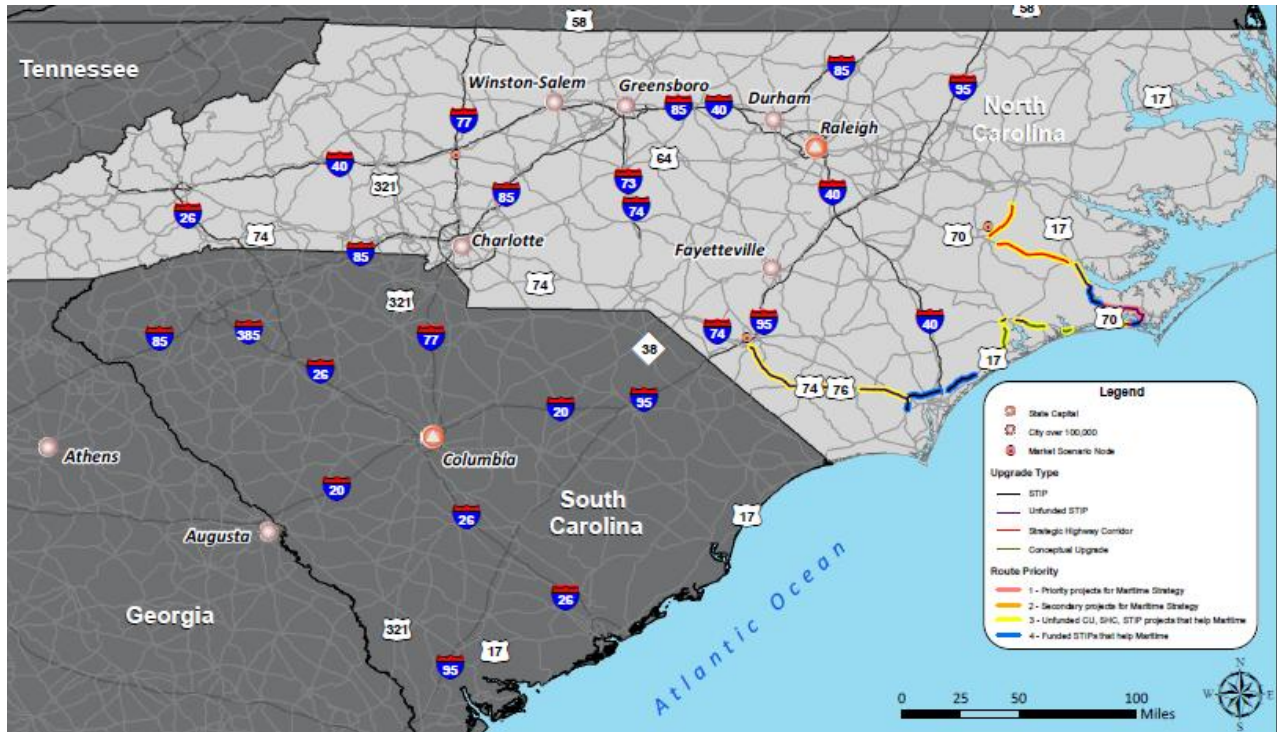 58
58
Tennessee
Winston-Salem
Greensboro
85
Durham
95
North
Carolina
17
77
85
40
Raleigh
40
321
64
73
85
74
40
26
74
85
Charlotte
Fayetteville
70
17
74
321
77
38
74
95
40
70
17
85
385
26
20
95
74
76
Athens
Columbia
20
26
South
Carolina
17
Augusta
Georgia
26
321
17
95
Atlantic Ocean
Legend
State Capital
City over 100,000
Market Scenario Node
Upgrade Type
STIP
Unfunded STIP
Strategic Highway Corridor
Conceptual Upgrade
Route Priority
1 - Priority projects for Maritime Strategy
2 - Secondary projects for Maritime Strategy
3 - Unfunded CU, SHC, STIP projects that help Maritime
4 - Funded STIPs that help Maritime
N
W E
S
0 25 50 100
Miles